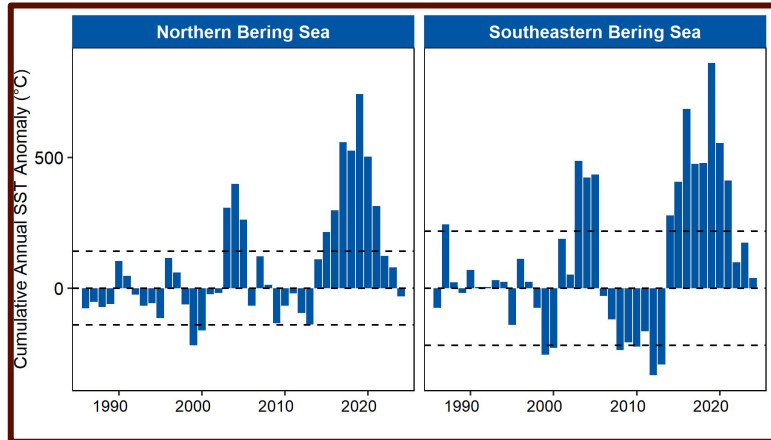 Northern Bering Sea
Southeastern Bering Sea
Cumulative Annual SST Anomaly (°C)
500
0
1990 2000 2010 2020
1990 2000 2010 2020